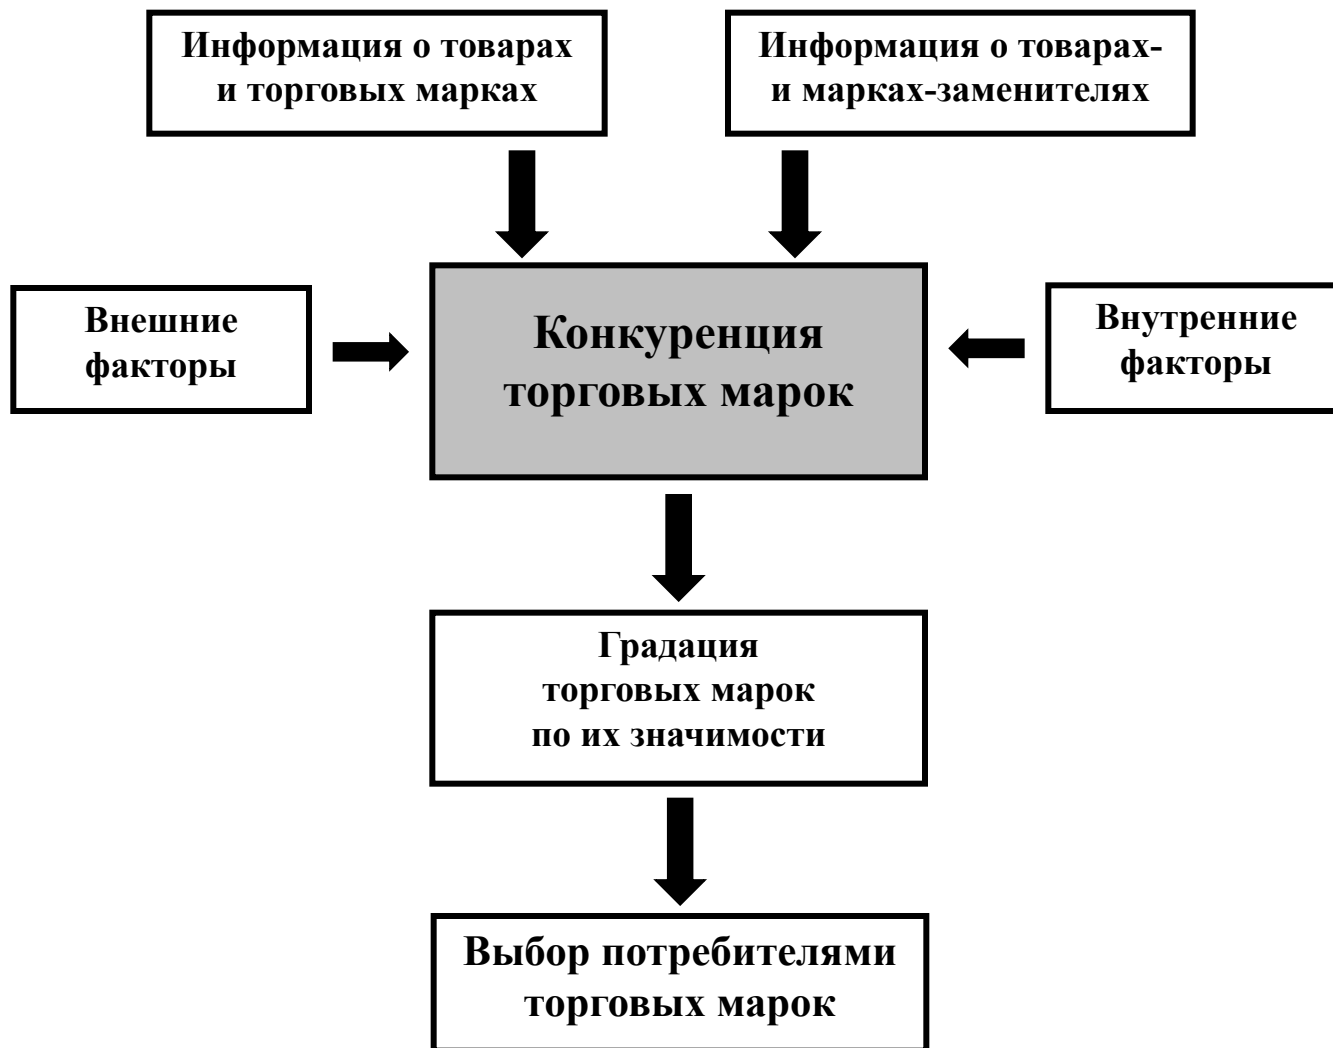 Информация о товарах
и торговых марках
Информация о товарах-
и марках-заменителях
Внешние
факторы
Конкуренция
торговых марок
Внутренние
факторы
Градация
торговых марок
по их значимости
Выбор потребителями
торговых марок